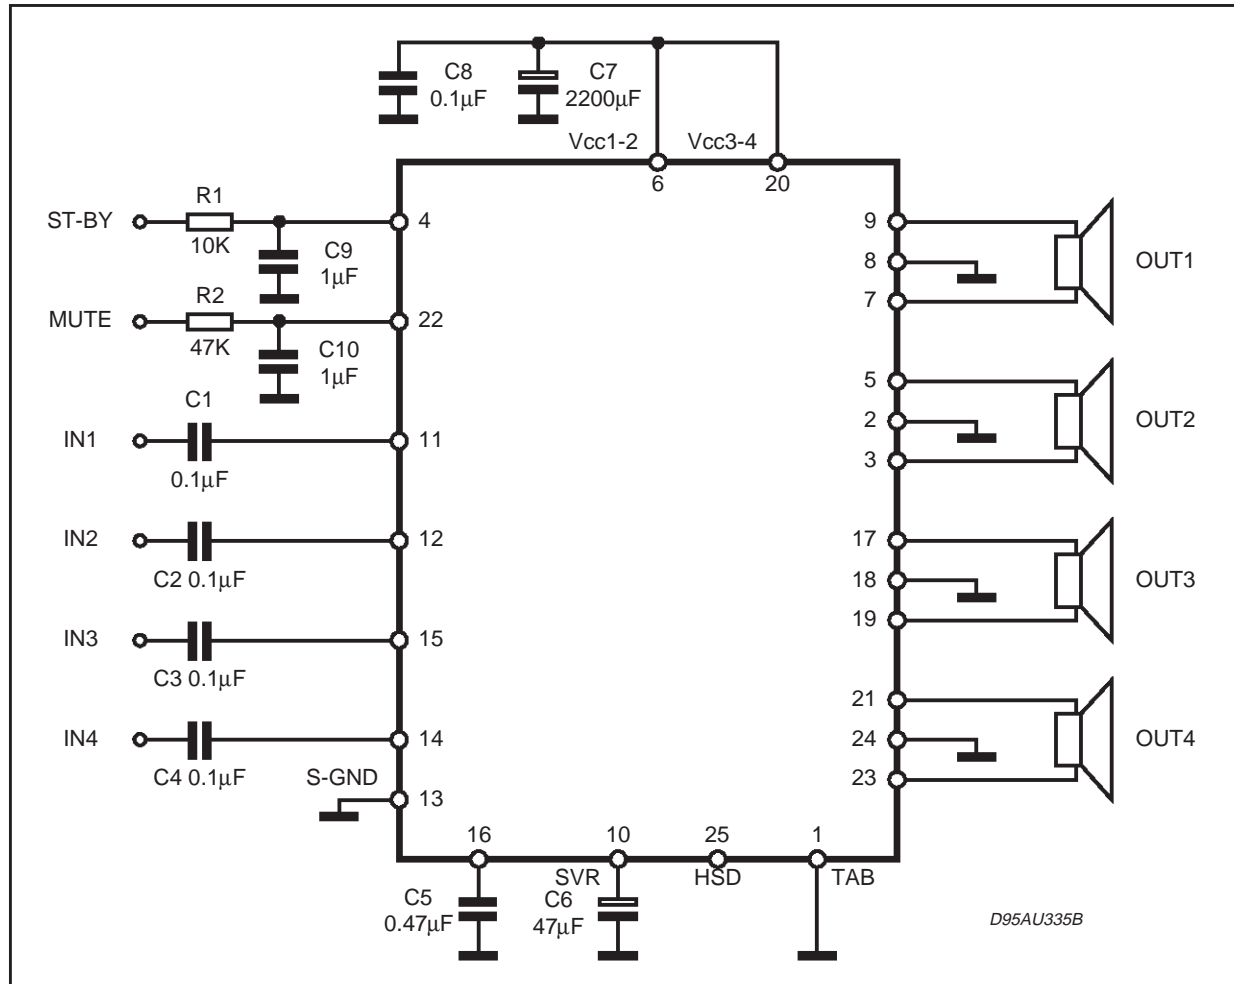 C8
0.1µF
C7
2200µF
Vcc1-2
Vcc3-4
6
20
ST-BY
R1
10K
4
C9
1µF
MUTE
R2
47K
22
C10
1µF
IN1
C1
0.1µF
11
IN2
C2 0.1µF
12
IN3
C3 0.1µF
15
IN4
C4 0.1µF
14
S-GND
13
9
8
7
OUT1
5
2
3
OUT2
17
18
19
OUT3
21
24
23
OUT4
16
10
25
1
SVR
HSD
TAB
C5
0.47µF
C6
47µF
D95AU335B